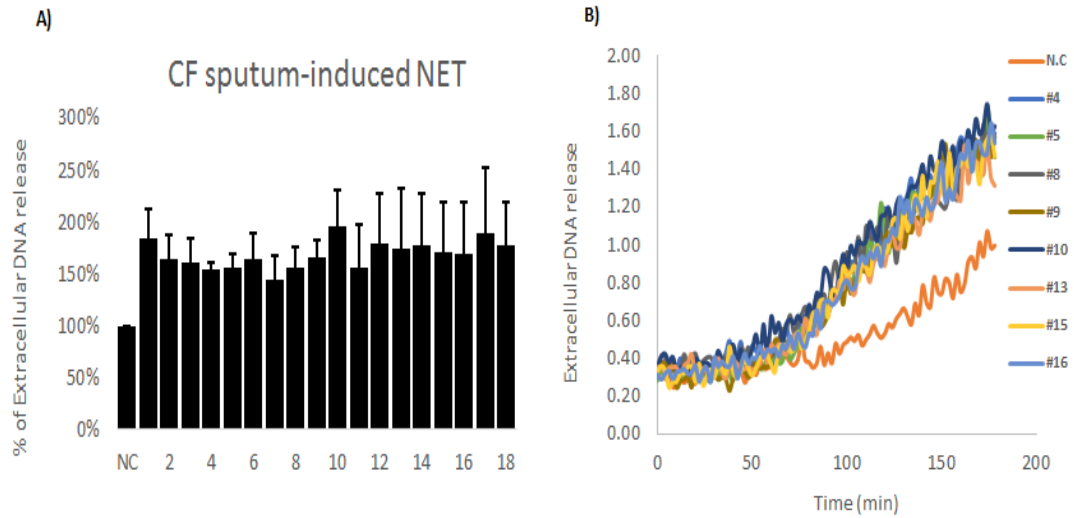 A)
CF sputum-induced NET
% of Extracellular DNA release
300%
250%
200%
150%
100%
50%
0%
NC 2 4 6 8 10 12 14 16 18
B)
Extracellular DNA release
2.00
1.80
1.60
1.40
1.20
1.00
0.80
0.60
0.40
0.20
0.00
0 50 100 150 200
Time (min)
N.C
#4
#5
#8
#9
#10
#13
#15
#16